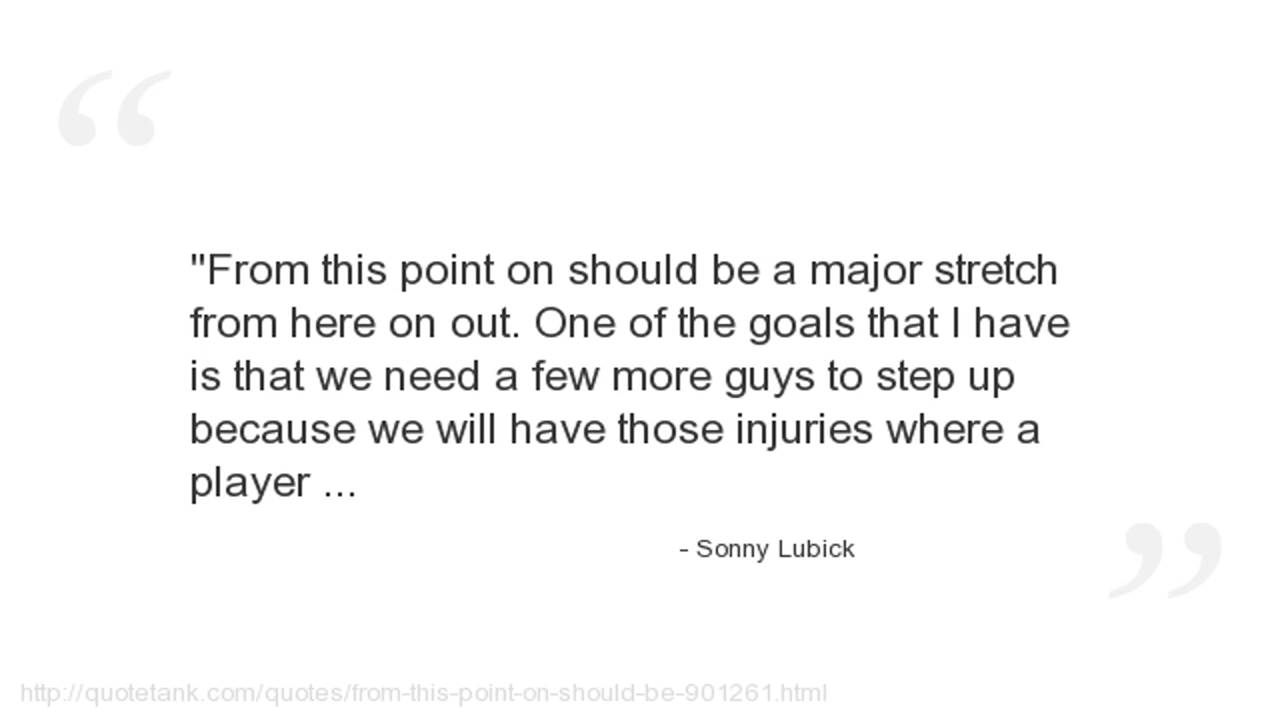 "From this point on should be a major stretch
from here on out. One of the goals that I have
is that we need a few more guys to step up
because we will have those injuries where a
player ...
- Sonny Lubick
http://quotetank.com/quotes/from-this-point-on-should-be-901261.html